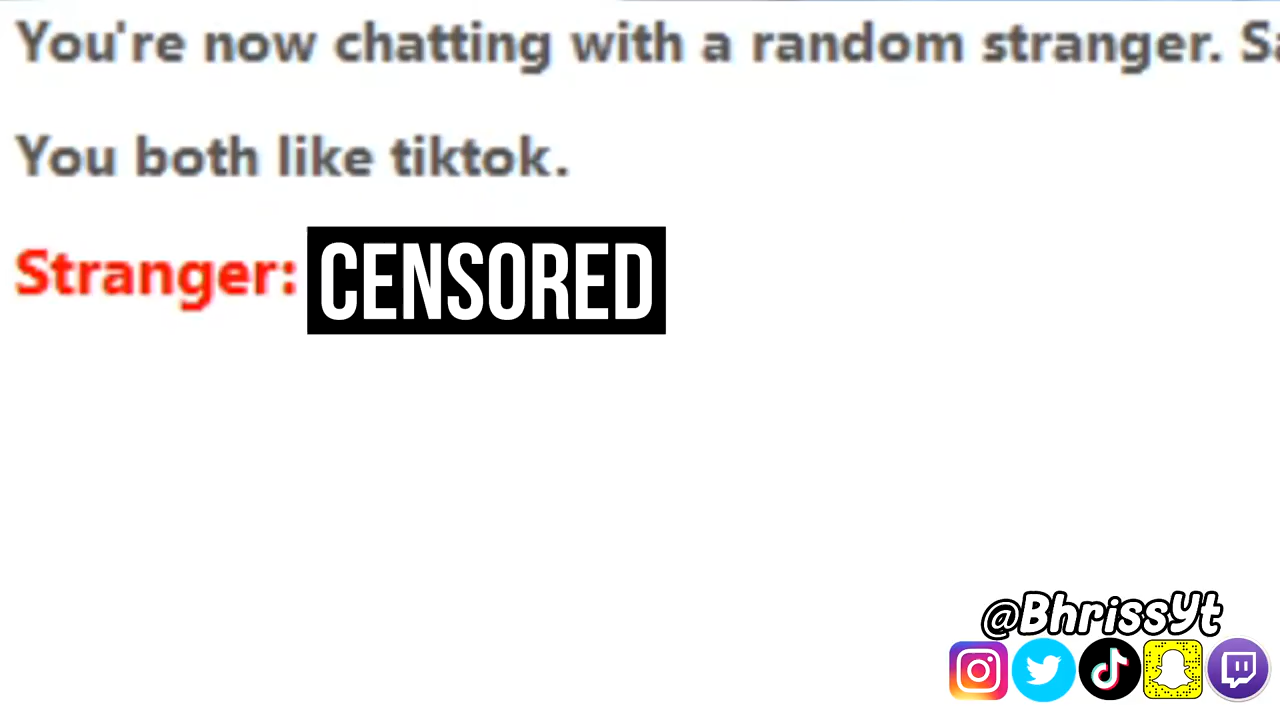 You're now chatting with a random stranger.
You both like tiktok.
Stranger: CENSORED
@BhrissYt